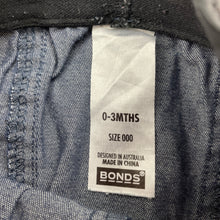 0-3MTHS
SIZE 000
DESIGNED IN AUSTRALIA
MADE IN CHINA
BONDS